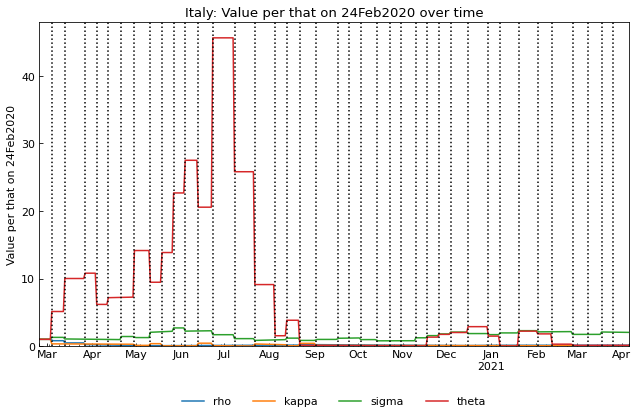 Italy: Value per that on 24Feb2020 over time
Value per that on 24Feb2020
40
30
20
10
0
Mar Apr May Jun Jul Aug Sep Oct Nov Dec Jan Feb Mar Apr
2021
rho kappa sigma theta